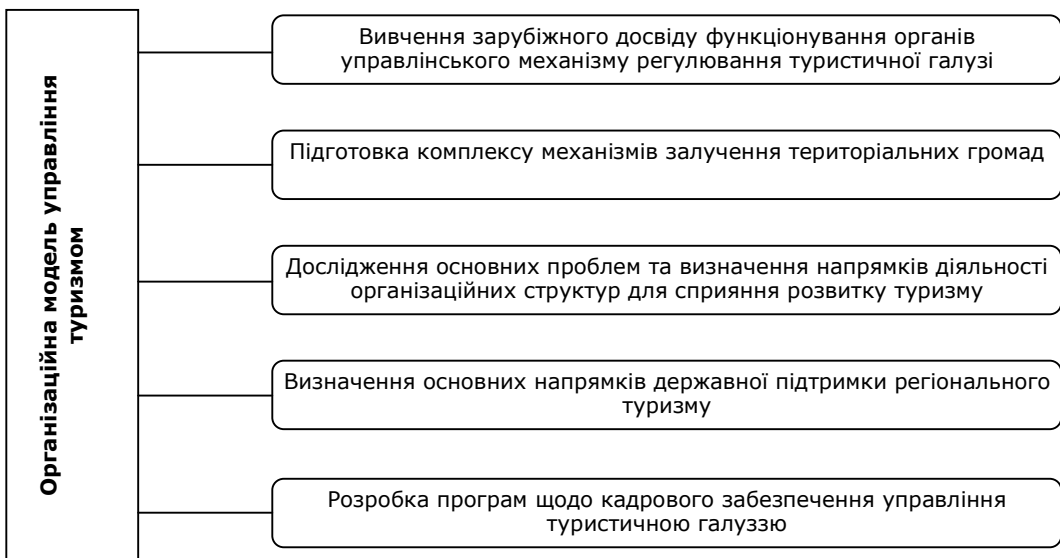 Організаційна модель управління
туризмом
Вивчення зарубіжного досвіду функціонування органів
управлінського механізму регулювання туристичної галузі
Підготовка комплексу механізмів залучення територіальних громад
Дослідження основних проблем та визначення напрямків діяльності
організаційних структур для сприяння розвитку туризму
Визначення основних напрямків державної підтримки регіонального
туризму
Розробка програм щодо кадрового забезпечення управління
туристичною галуззю